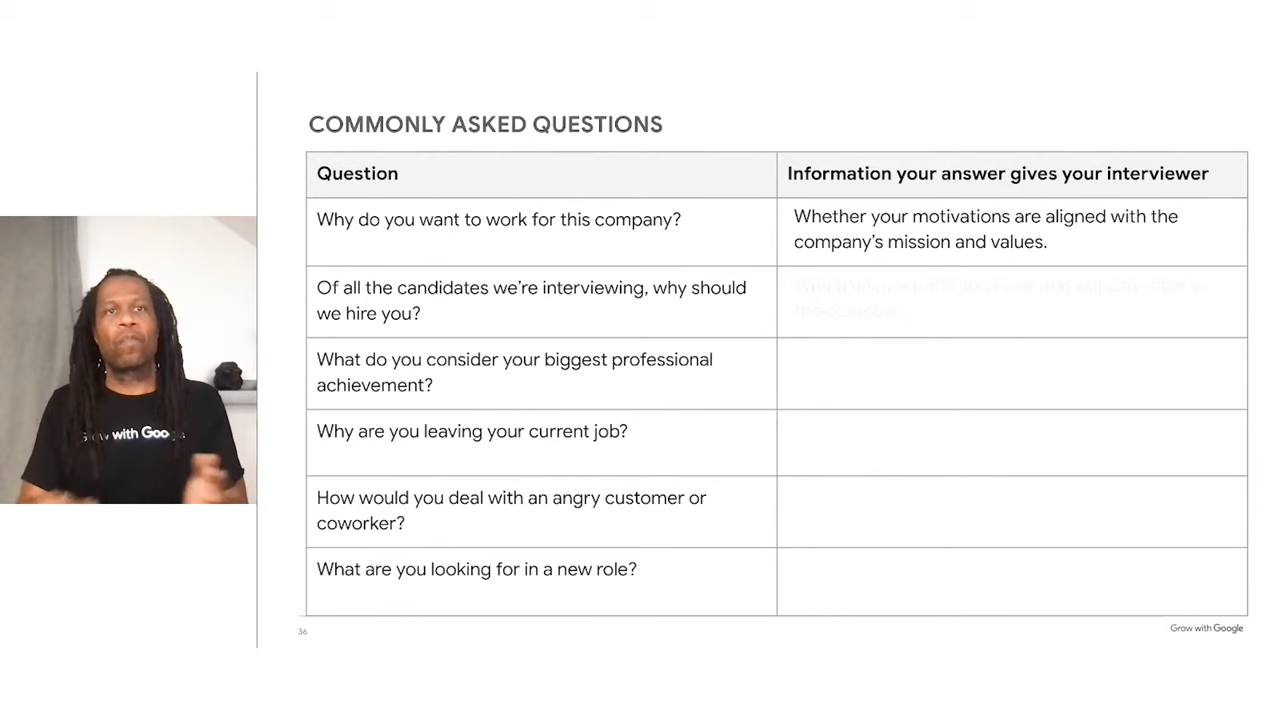 COMMONLY ASKED QUESTIONS
Question
Information your answer gives your interviewer
Why do you want to work for this company?
Whether your motivations are aligned with the
company's mission and values.
Of all the candidates we're interviewing, why should
we hire you?
What do you consider your biggest professional
achievement?
Why are you leaving your current job?
How would you deal with an angry customer or
coworker?
What are you looking for in a new role?
36
Grow with Google
with Goo